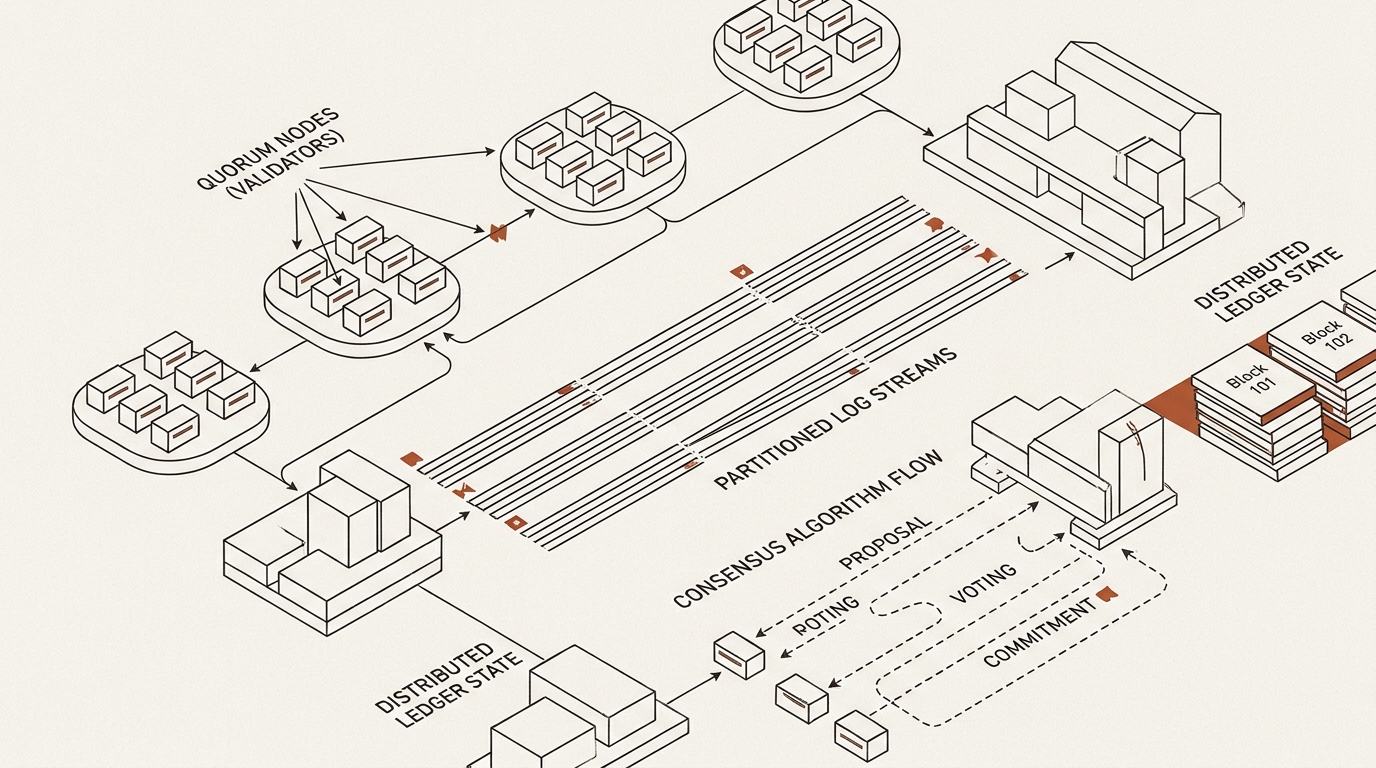 QUORUM NODES
(VALIDATORS)
DISTRIBUTED
LEDGER STATE
Block
102
Block
101
PARTITIONED LOG STREAMS
CONSENSUS ALGORITHM FLOW
PROPOSAL
ROTING
VOTING
COMMITMENT
DISTRIBUTED
LEDGER STATE